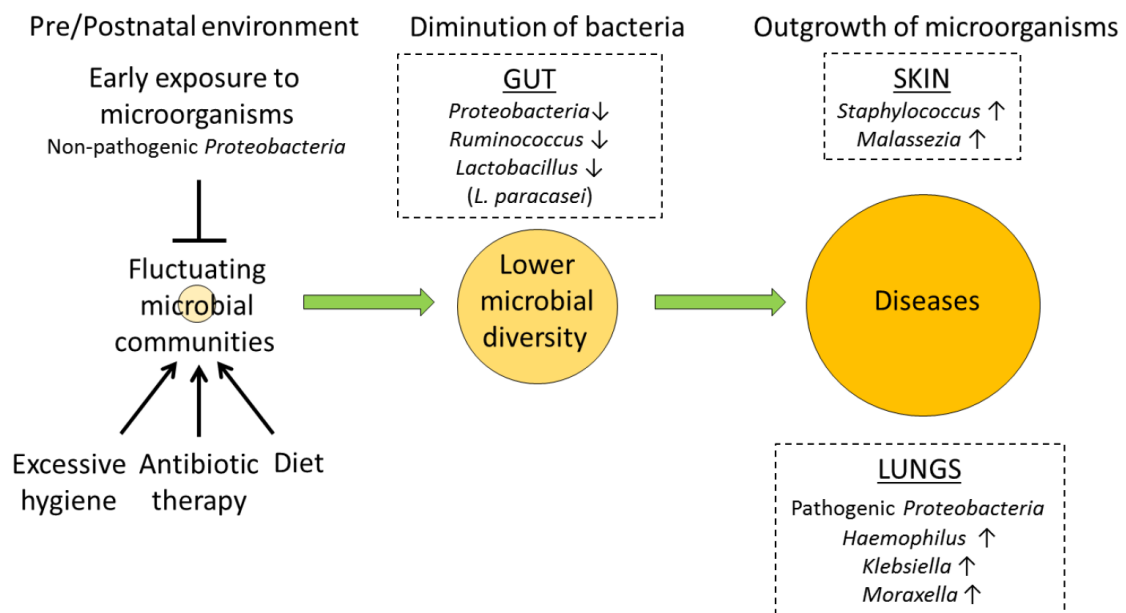 Pre/Postnatal environment
Early exposure to
microorganisms
Non-pathogenic Proteobacteria
Fluctuating
microbial
communities
Excessive
hygiene
Antibiotic
therapy
Diet
Diminution of bacteria
GUT
Proteobacteria↓
Ruminococcus ↓
Lactobacillus ↓
(L. paracasei)
Lower
microbial
diversity
Outgrowth of microorganisms
SKIN
Staphylococcus ↑
Malassezia ↑
Diseases
LUNGS
Pathogenic Proteobacteria
Haemophilus ↑
Klebsiella ↑
Moraxella ↑